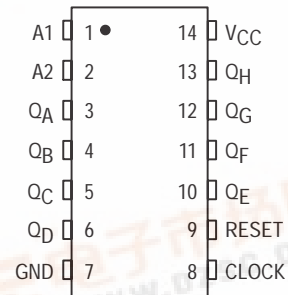 A1 1 14 VCC
A2 2 13 QH
QA 3 12 QG
QB 4 11 QF
QC 5 10 QE
QD 6 9 RESET
GND 7 8 CLOCK